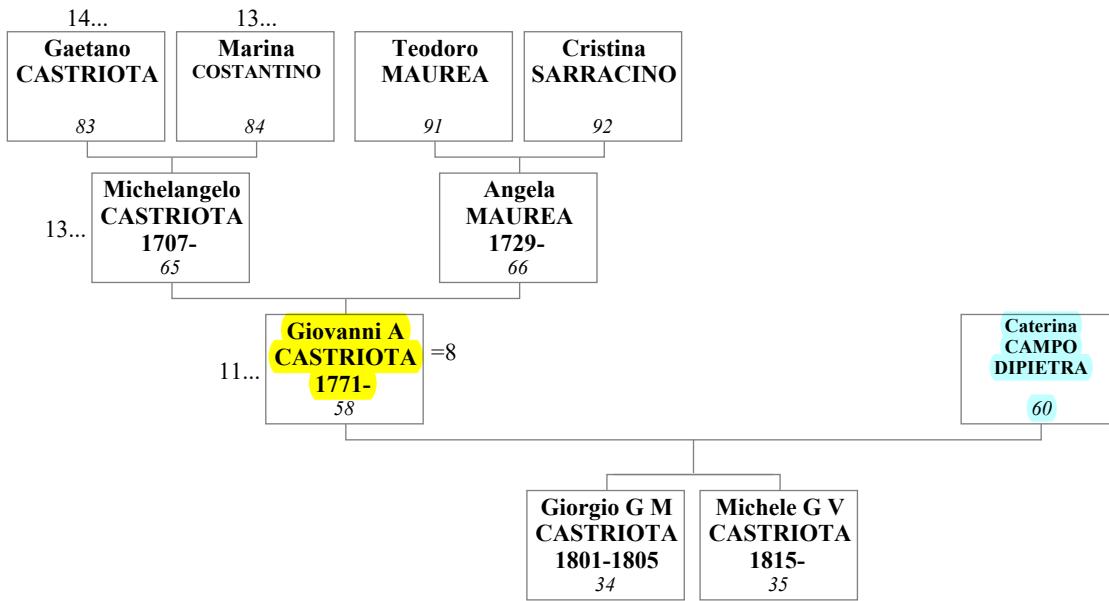 14...
13...
Gaetano
CASTRIOTA
83
Marina
COSTANTINO
84
Teodoro
MAUREA
91
Cristina
SARRACINO
92
13...
Michelangelo
CASTRIOTA
1707-
65
Angela
MAUREA
1729-
66
11...
Giovanni A
CASTRIOTA
1771-
58
=8
Caterina
CAMPO
DIPIETRA
60
Giorgio G M
CASTRIOTA
1801-1805
34
Michele G V
CASTRIOTA
1815-
35